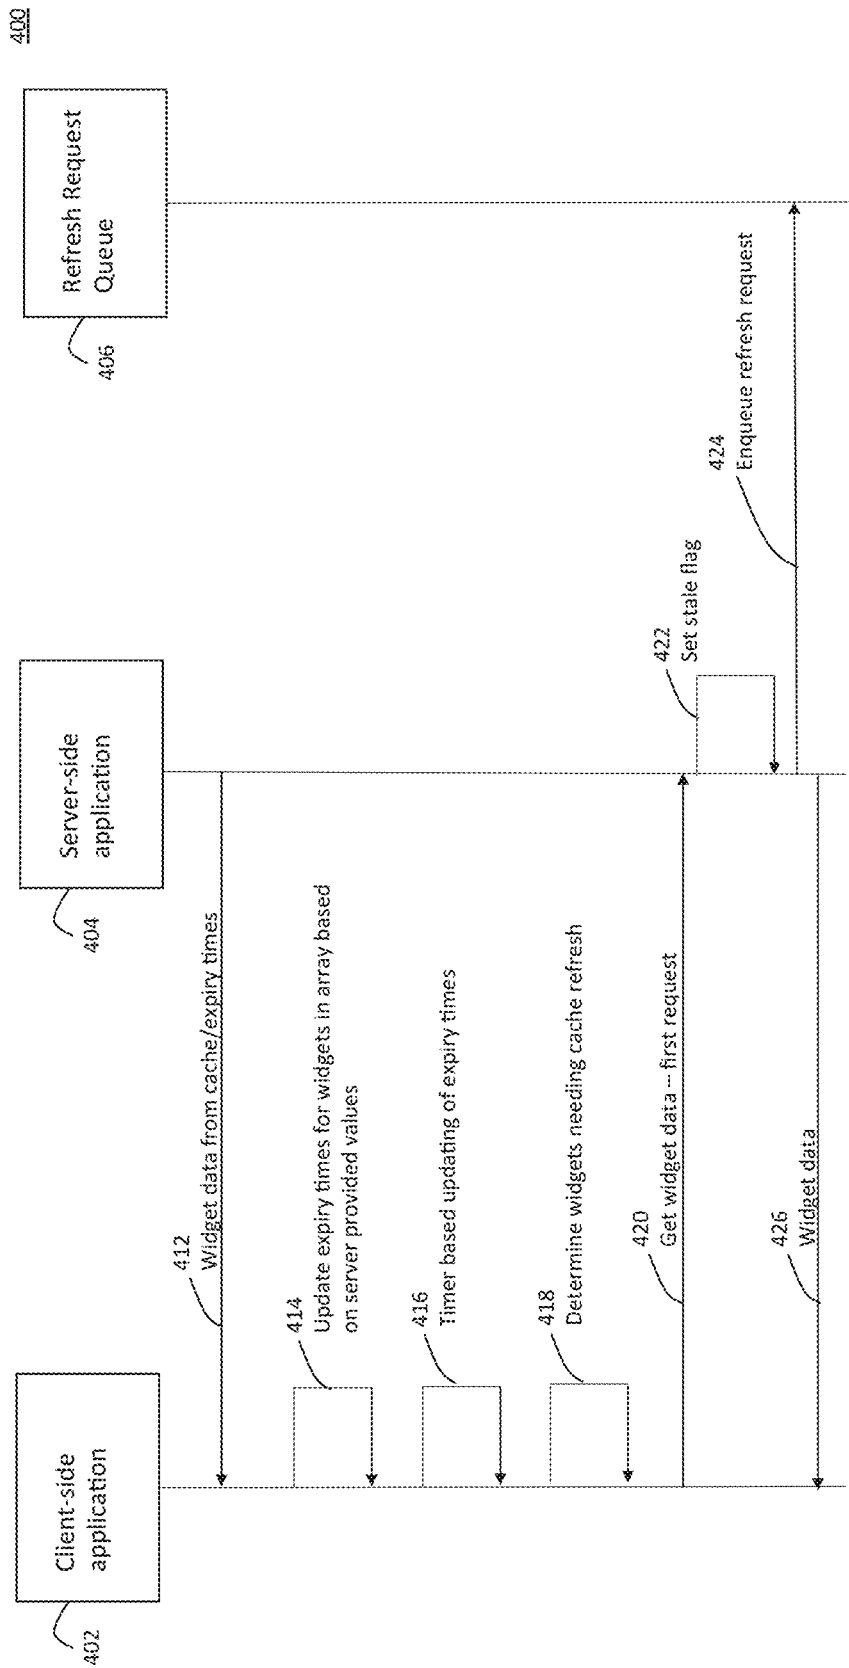 400
Client-side
application
402
Server-side
application
404
Refresh Request
Queue
406
412
Widget data from cache/expiry times
414
Update expiry times for widgets in array based
on server provided values
416
Timer based updating of expiry times
418
Determine widgets needing cache refresh
420
Get widget data -- first request
422
Set stale flag
424
Enqueue refresh request
426
Widget data